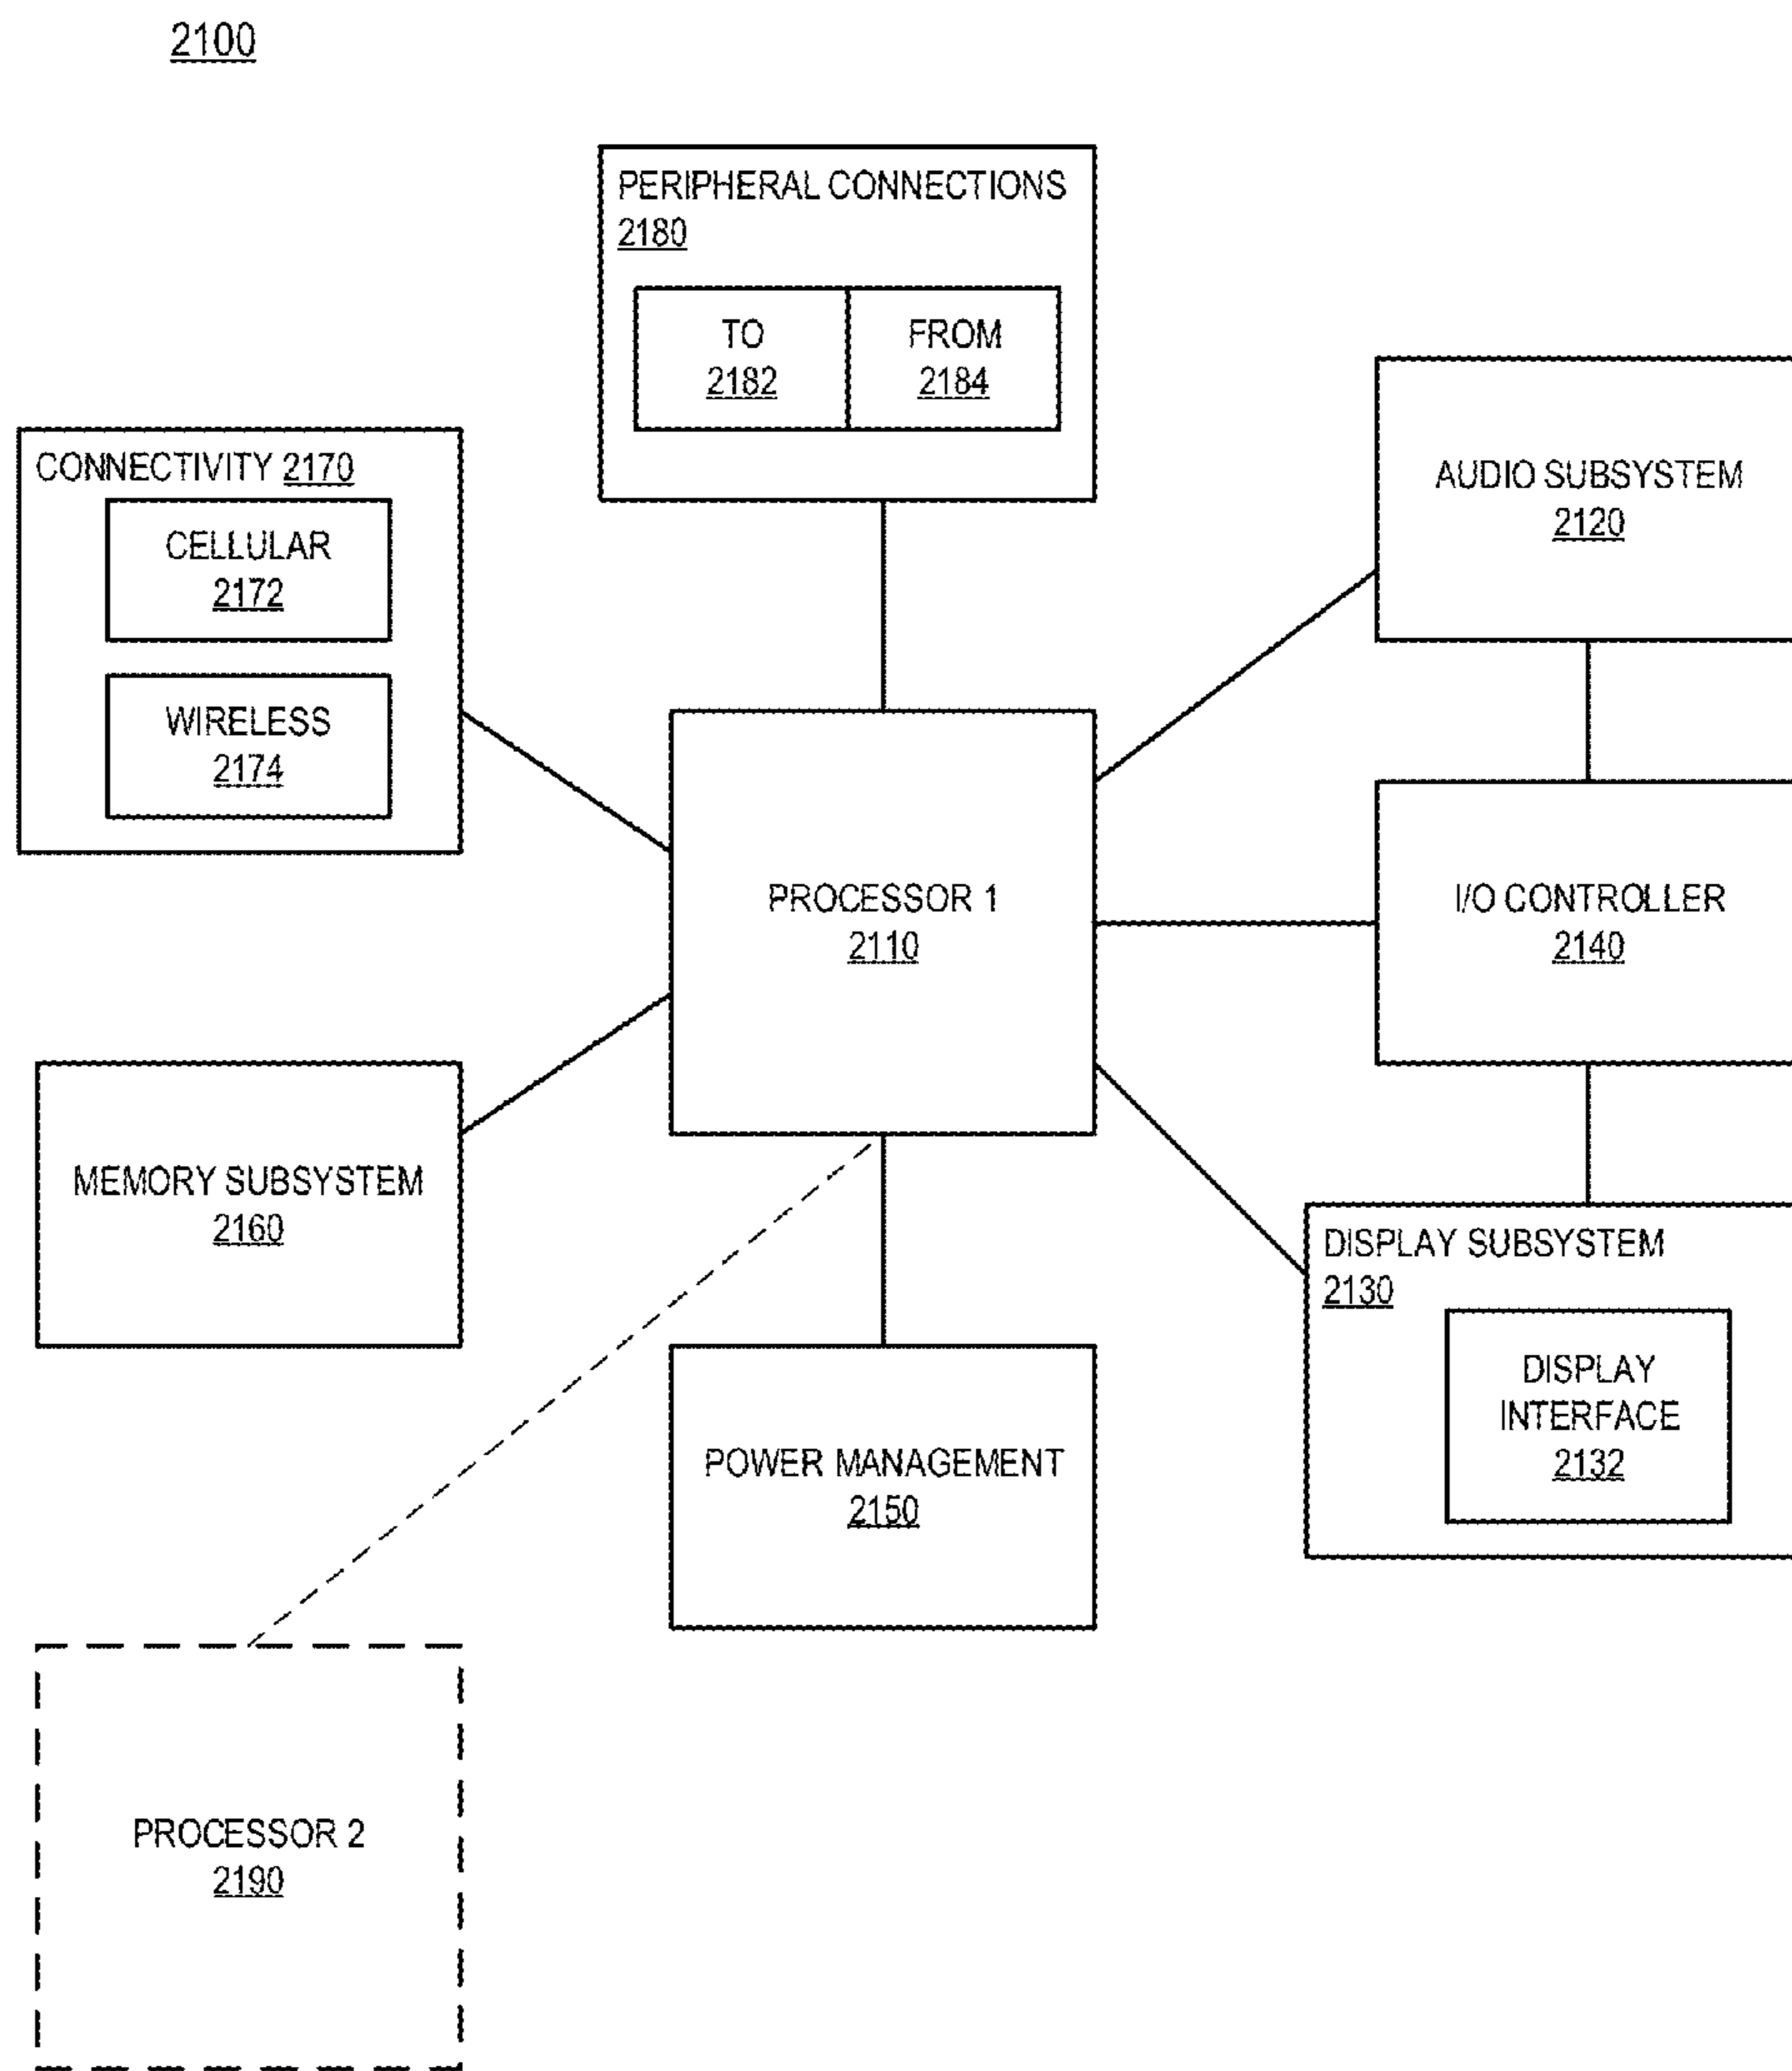 2100
PERIPHERAL CONNECTIONS
2180
TO
2182
FROM
2184
CONNECTIVITY 2170
CELLULAR
2172
WIRELESS
2174
AUDIO SUBSYSTEM
2120
PROCESSOR 1
2110
I/O CONTROLLER
2140
MEMORY SUBSYSTEM
2160
DISPLAY SUBSYSTEM
2130
DISPLAY
INTERFACE
2132
POWER MANAGEMENT
2150
PROCESSOR 2
2190